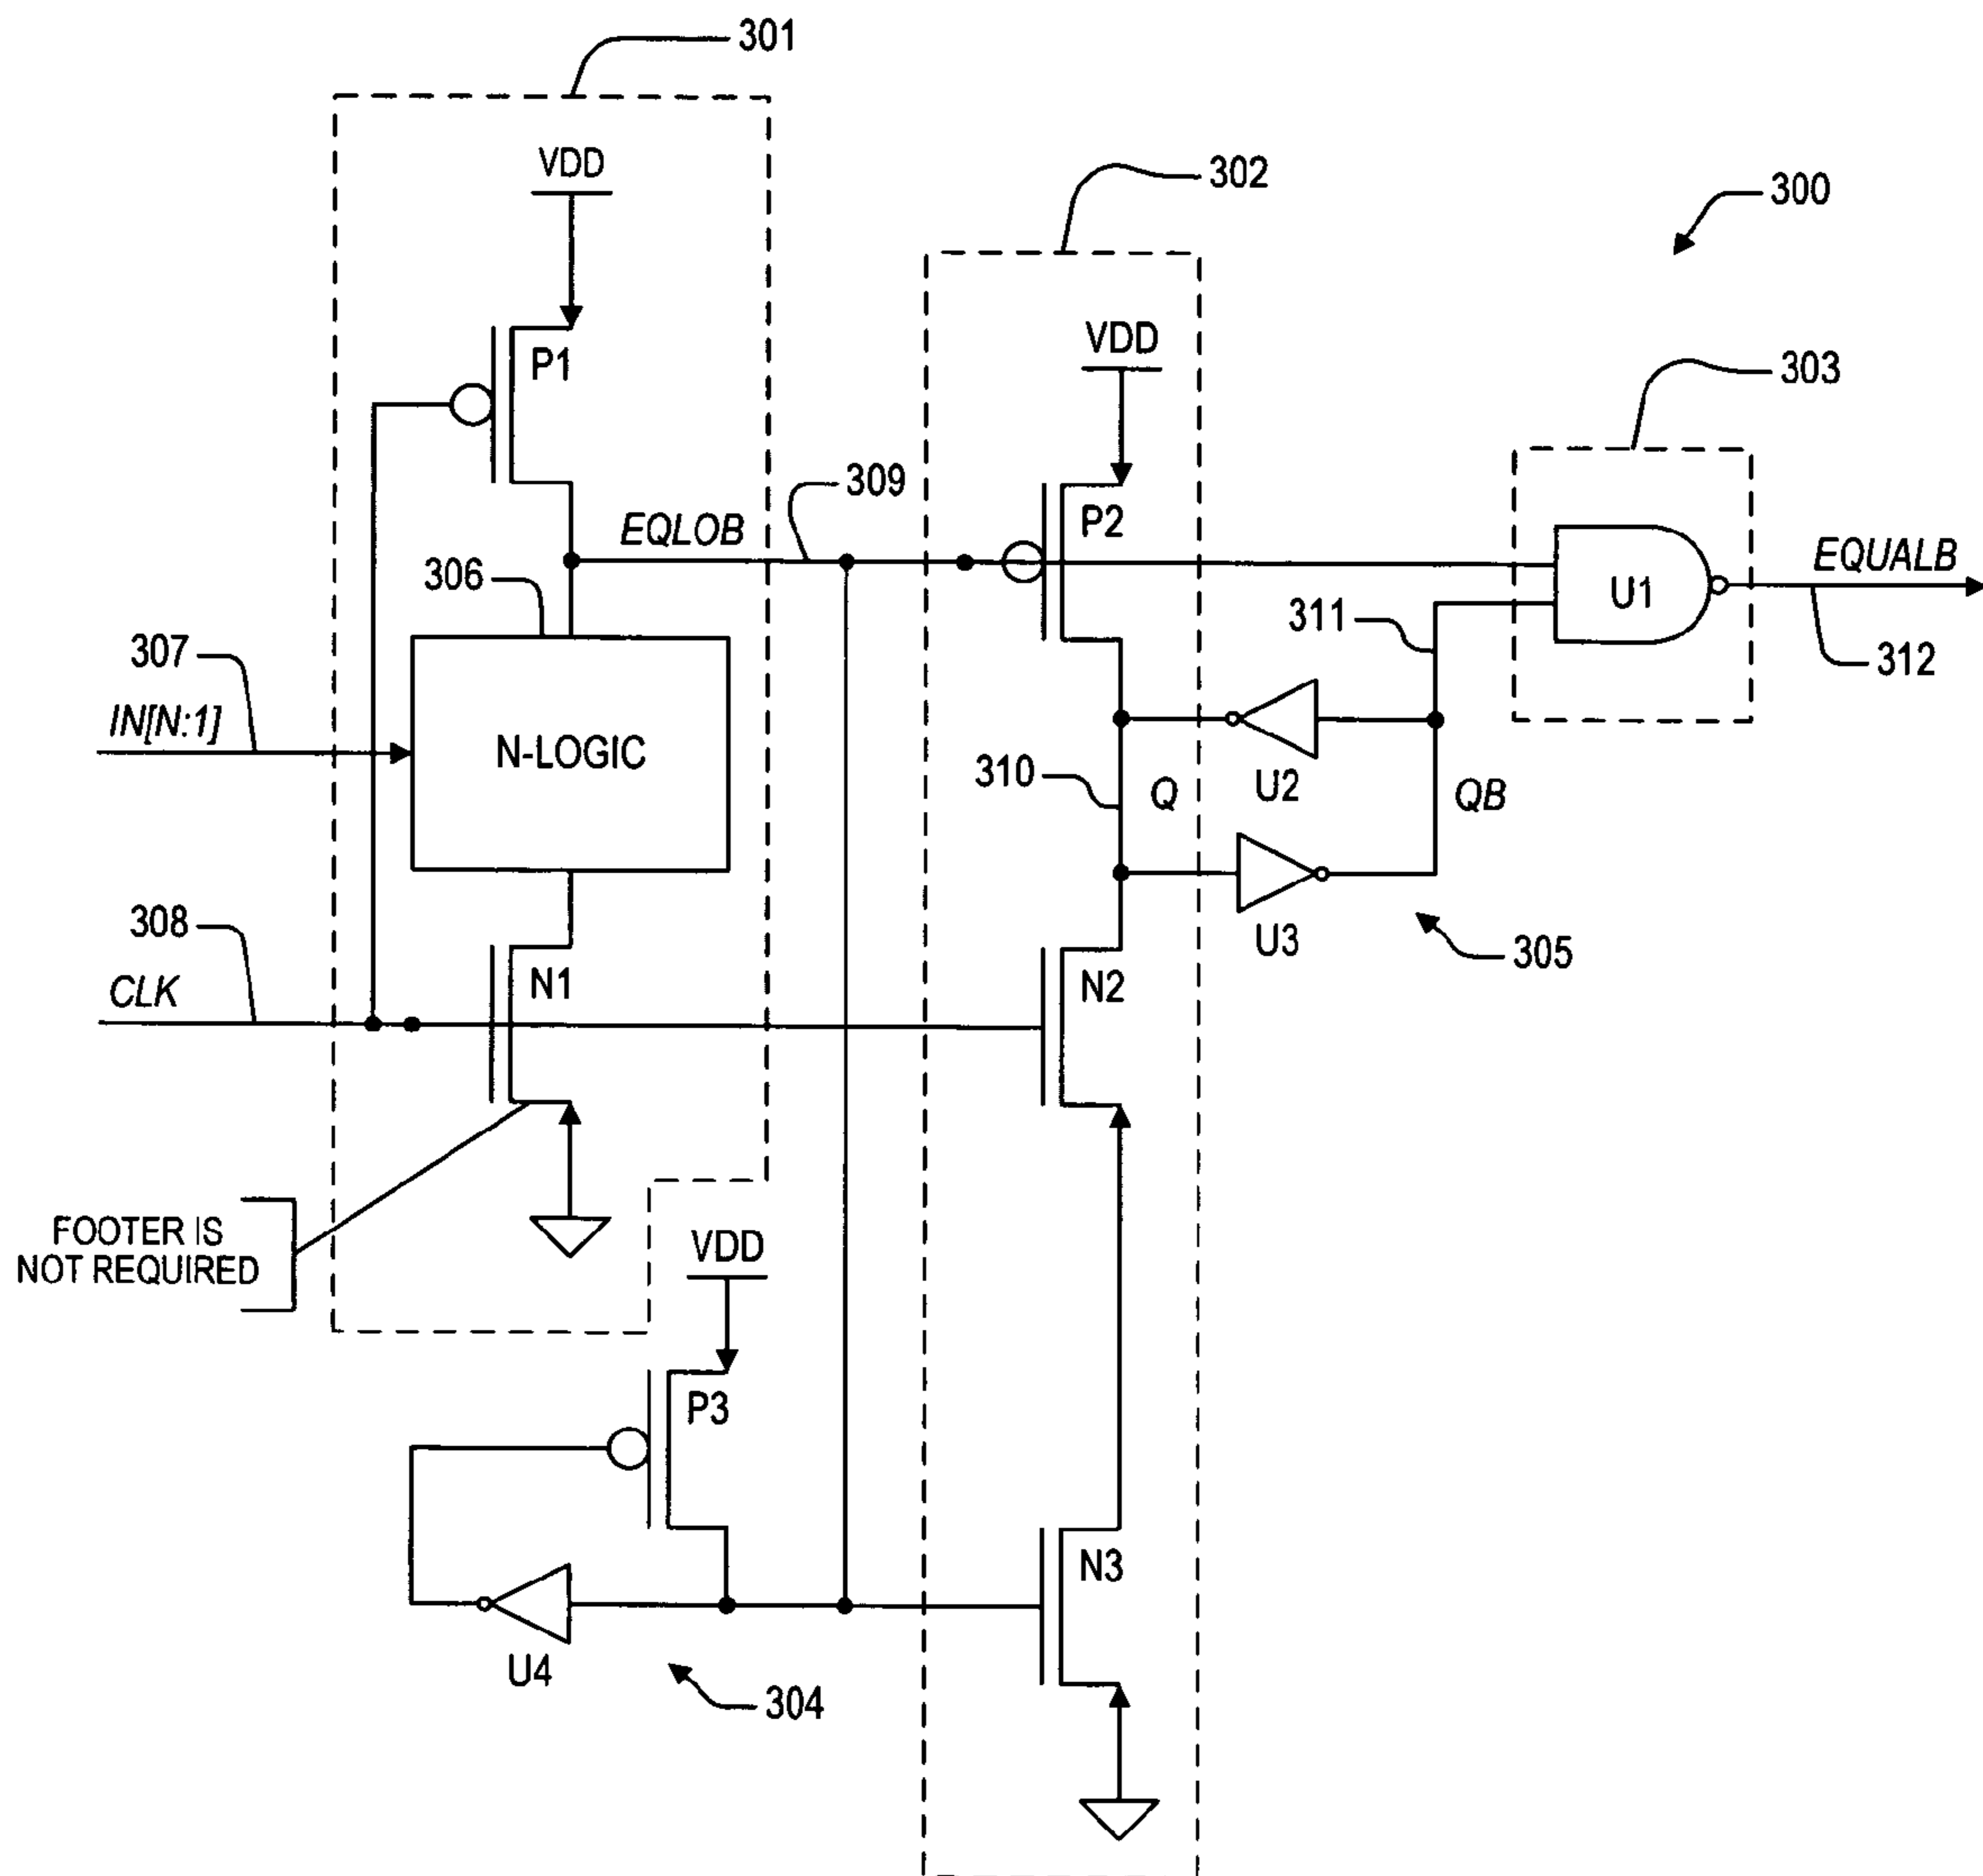 301
VDD
302
300
P1
VDD
303
309
P2
EQLOB
306
EQUALB
U1
311
307
312
IN[N:1]
U2
N-LOGIC
310
Q
QB
308
U3
305
CLK
N1
N2
FOOTER IS
NOT REQUIRED
VDD
P3
N3
U4
304